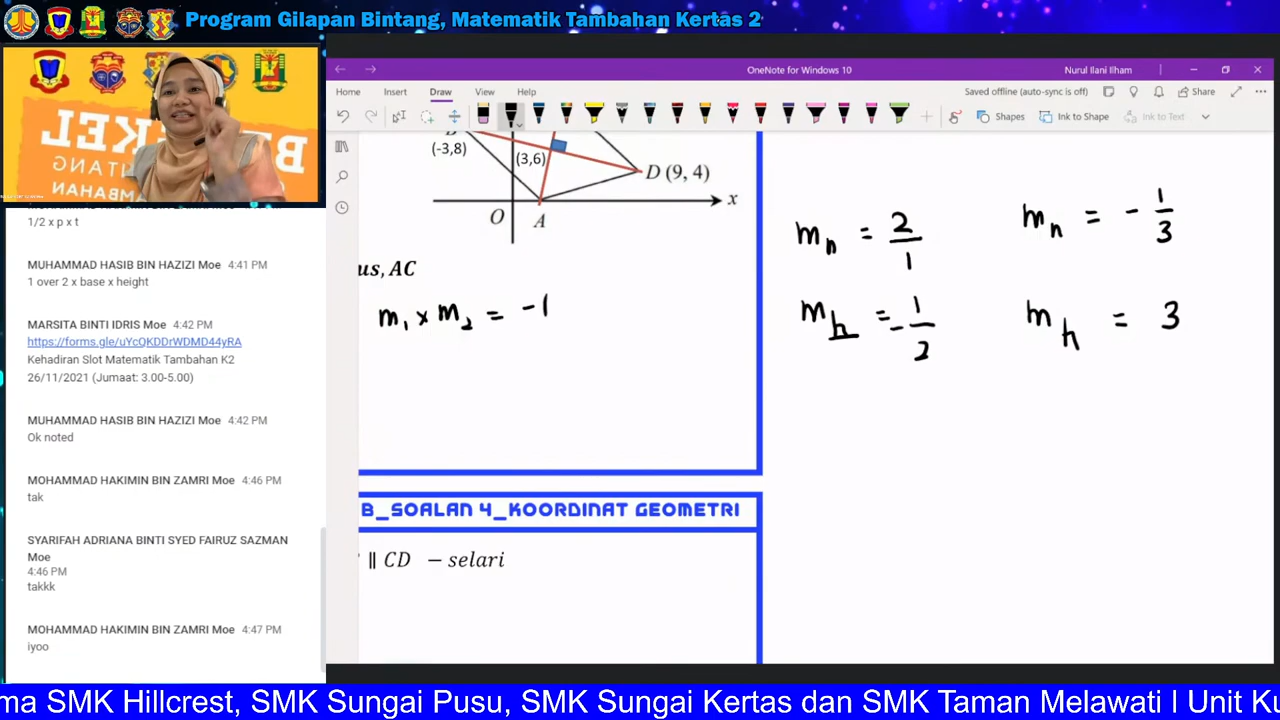 Program Gilapan Bintang, Matematik Tambahan Kertas 2
1/2 x p x t
MUHAMMAD HASIB BIN HAZIZI Moe 4:41 PM
1 over 2 x base x height
MARSITA BINTI IDRIS Moe 4:42 PM
https://forms.gle/uYcQKDDrWDMD44yRA
Kehadiran Slot Matematik Tambahan K2
26/11/2021 (Jumaat: 3.00-5.00)
MUHAMMAD HASIB BIN HAZIZI Moe 4:42 PM
Ok noted
MOHAMMAD HAKIMIN BIN ZAMRI Moe 4:46 PM
tak
SYARIFAH ADRIANA BINTI SYED FAIRUZ SAZMAN
Moe
4:46 PM
takkk
MOHAMMAD HAKIMIN BIN ZAMRI Moe 4:47 PM
iyoo
OneNote for Windows 10
Nurul Ilani Ilham
Home Insert Draw View Help
Saved offline (auto-sync is off)
Share
Shapes
Ink to Shape
Ink to Text
(-3,8)
(3,6)
D (9, 4)
x
O
A
us, AC
m₁ × m₂ = -1
mₙ = 2/1
mₕ = -1/2
mₙ = -1/3
mₕ = 3
B_SOALAN 4_KOORDINAT GEOMETRI
∥ CD – selari
ma SMK Hillcrest, SMK Sungai Pusu, SMK Sungai Kertas dan SMK Taman Melawati l Unit Ku